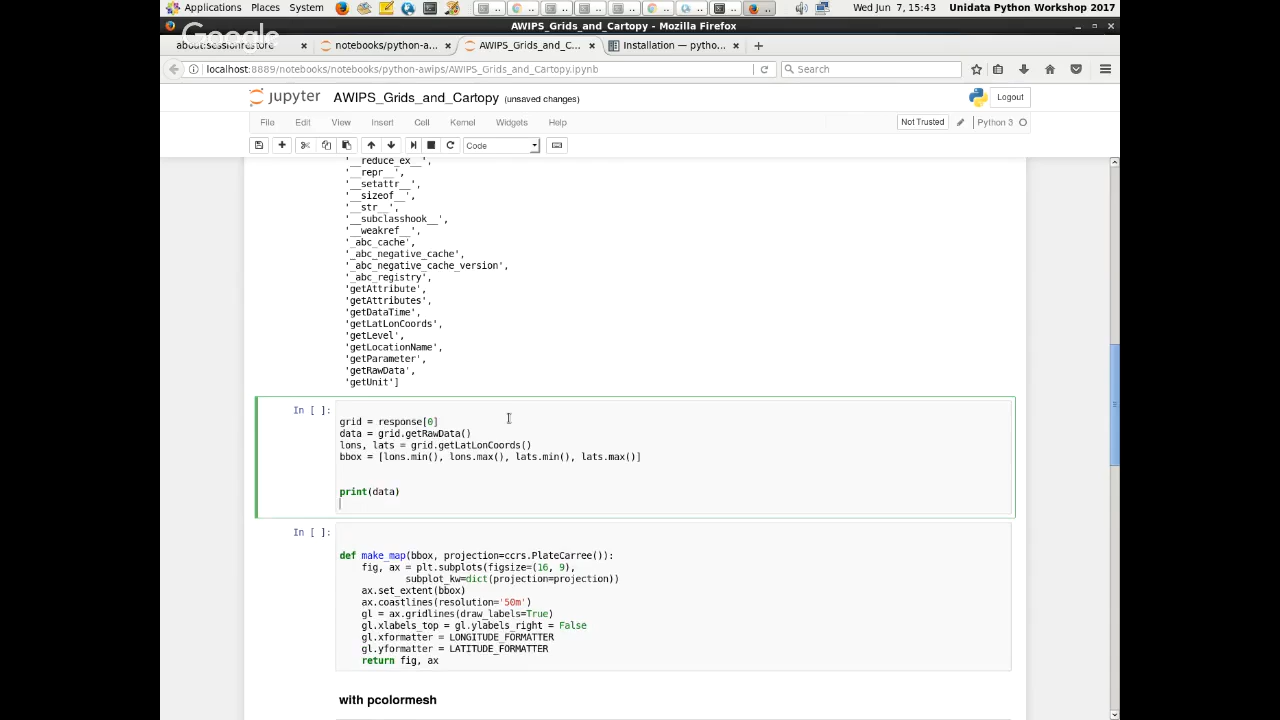 Applications Places System Wed Jun 7, 15:43 Unidata Python Workshop 2017
Google
AWIPS_Grids_and_Cartopy - Mozilla Firefox
about:sessionrestore × notebooks/python-a... × AWIPS_Grids_and_C... × Installation — pytho... × +
localhost:8889/notebooks/notebooks/python-awips/AWIPS_Grids_and_Cartopy.ipynb Search
jupyter AWIPS_Grids_and_Cartopy (unsaved changes) Logout
File Edit View Insert Cell Kernel Widgets Help Not Trusted Python 3
Code
'__reduce_ex__',
'__repr__',
'__setattr__',
'__sizeof__',
'__str__',
'__subclasshook__',
'__weakref__',
'_abc_cache',
'_abc_negative_cache',
'_abc_negative_cache_version',
'_abc_registry',
'getAttribute',
'getAttributes',
'getDataTime',
'getLatLonCoords',
'getLevel',
'getLocationName',
'getParameter',
'getRawData',
'getUnit']
In [ ]:
grid = response[0]
data = grid.getRawData()
lons, lats = grid.getLatLonCoords()
bbox = [lons.min(), lons.max(), lats.min(), lats.max()]
print(data)
In [ ]:
def make_map(bbox, projection=ccrs.PlateCarree()):
fig, ax = plt.subplots(figsize=(16, 9),
subplot_kw=dict(projection=projection))
ax.set_extent(bbox)
ax.coastlines(resolution='50m')
gl = ax.gridlines(draw_labels=True)
gl.xlabels_top = gl.ylabels_right = False
gl.xformatter = LONGITUDE_FORMATTER
gl.yformatter = LATITUDE_FORMATTER
return fig, ax
with pcolormesh